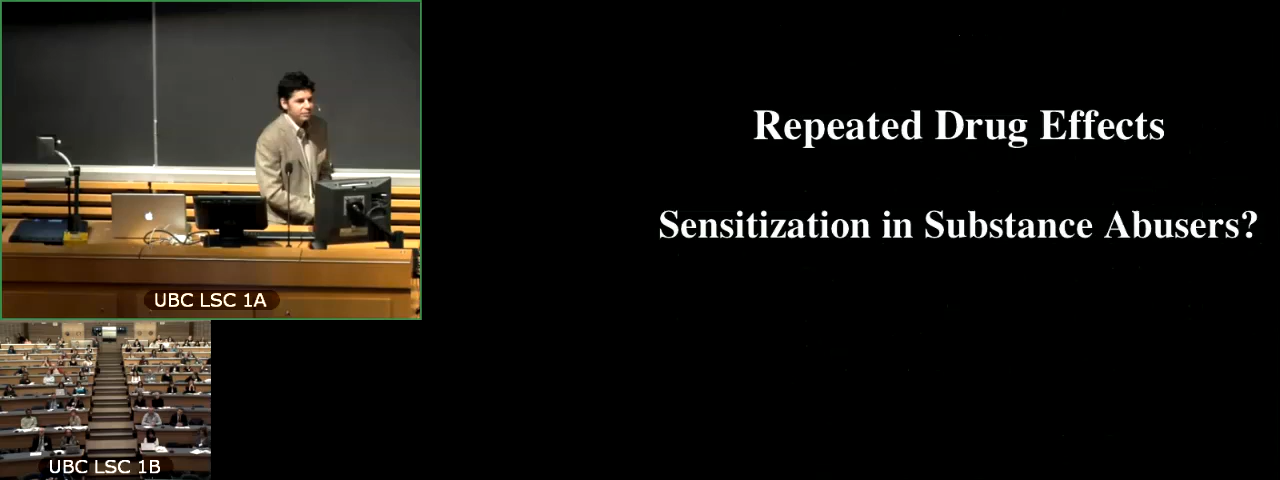 Repeated Drug Effects
Sensitization in Substance Abusers?
UBC LSC 1A
UBC LSC 1B